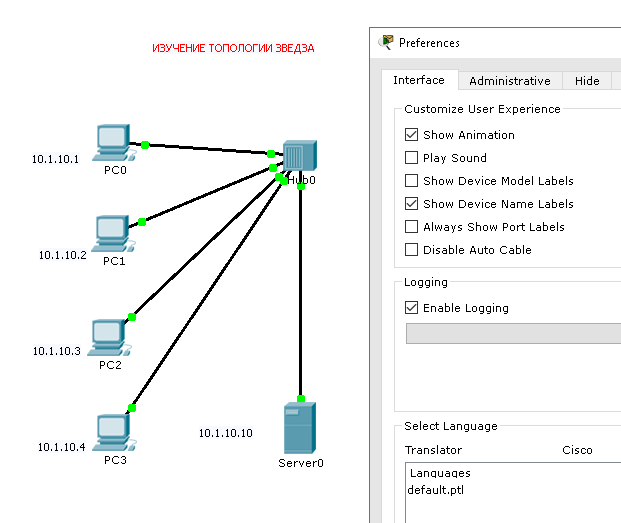 ИЗУЧЕНИЕ ТОПОЛОГИИ ЗВЕДЗА
10.1.10.1
PC0
Hub0
10.1.10.2
PC1
10.1.10.3
PC2
10.1.10.4
PC3
10.1.10.10
Server0
Preferences
Interface
Administrative
Hide
Customize User Experience
Show Animation
Play Sound
Show Device Model Labels
Show Device Name Labels
Always Show Port Labels
Disable Auto Cable
Logging
Enable Logging
Select Language
Translator
Cisco
Languages
default.ptl